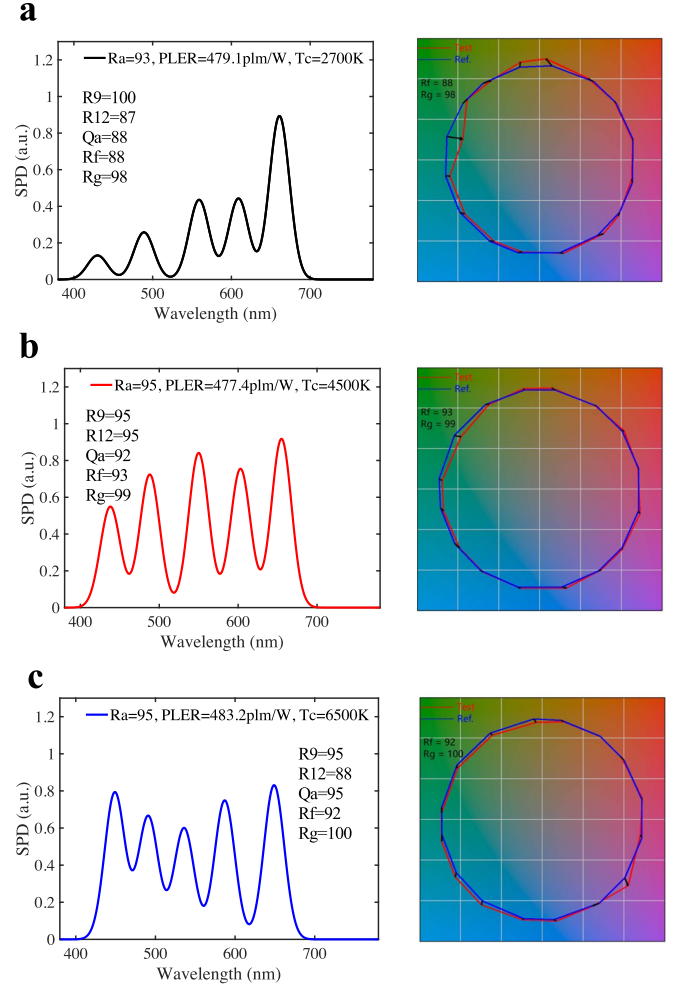 a
Ra=93, PLER=479.1plm/W, Tc=2700K
R9=100
R12=87
Qa=88
Rf=88
Rg=98
SPD (a.u.)
1.2
1
0.8
0.6
0.4
0.2
0
400 500 600 700
Wavelength (nm)
Test
Ref.
Rf = 88
Rg = 98
b
Ra=95, PLER=477.4plm/W, Tc=4500K
R9=95
R12=95
Qa=92
Rf=93
Rg=99
SPD (a.u.)
1.2
1
0.8
0.6
0.4
0.2
0
400 500 600 700
Wavelength (nm)
Test
Ref.
Rf = 93
Rg = 99
c
Ra=95, PLER=483.2plm/W, Tc=6500K
R9=95
R12=88
Qa=95
Rf=92
Rg=100
SPD (a.u.)
1.2
1
0.8
0.6
0.4
0.2
0
400 500 600 700
Wavelength (nm)
Test
Ref.
Rf = 92
Rg = 100